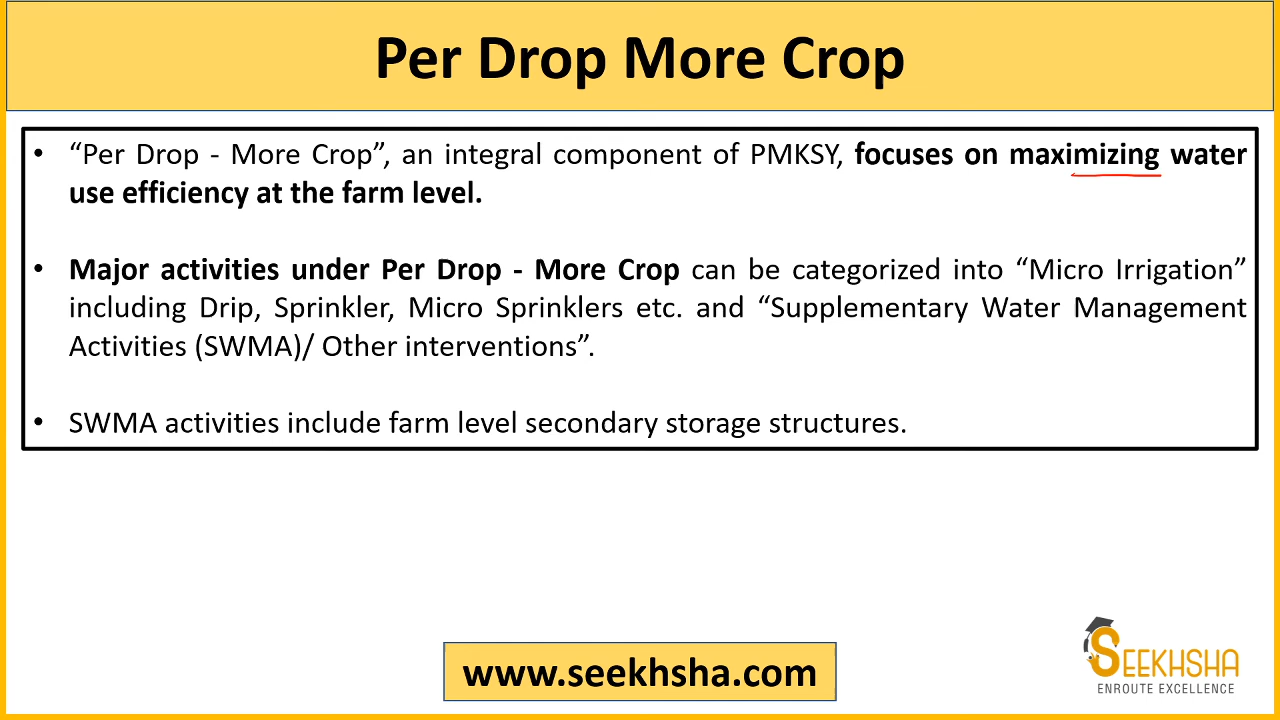 Per Drop More Crop
• “Per Drop - More Crop”, an integral component of PMKSY, focuses on maximizing water
use efficiency at the farm level.
• Major activities under Per Drop - More Crop can be categorized into “Micro Irrigation”
including Drip, Sprinkler, Micro Sprinklers etc. and “Supplementary Water Management
Activities (SWMA)/ Other interventions”.
• SWMA activities include farm level secondary storage structures.
www.seekhsha.com
SEEKHSHA
ENROUTE EXCELLENCE